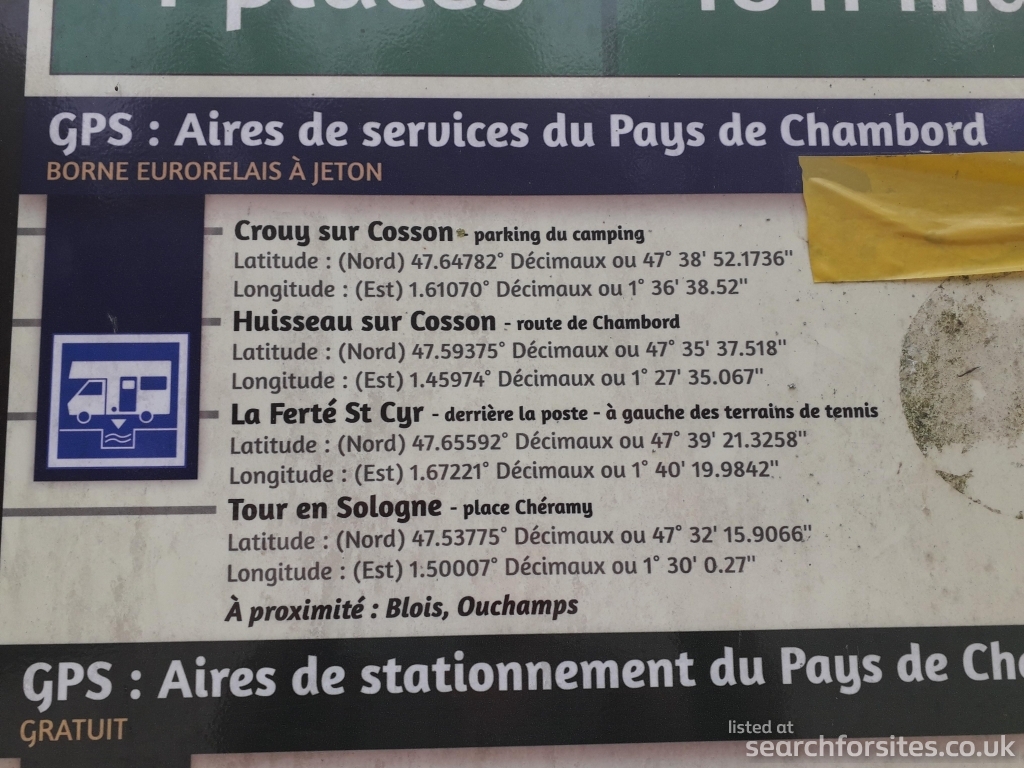 places
GPS : Aires de services du Pays de Chambord
BORNE EURORELAIS À JETON
Crouy sur Cosson - parking du camping
Latitude : (Nord) 47.64782° Décimaux ou 47° 38' 52.1736"
Longitude : (Est) 1.61070° Décimaux ou 1° 36' 38.52"
Huisseau sur Cosson - route de Chambord
Latitude : (Nord) 47.59375° Décimaux ou 47° 35' 37.518"
Longitude : (Est) 1.45974° Décimaux ou 1° 27' 35.067"
La Ferté St Cyr - derrière la poste - à gauche des terrains de tennis
Latitude : (Nord) 47.65592° Décimaux ou 47° 39' 21.3258"
Longitude : (Est) 1.67221° Décimaux ou 1° 40' 19.9842"
Tour en Sologne - place Chéramy
Latitude : (Nord) 47.53775° Décimaux ou 47° 32' 15.9066"
Longitude : (Est) 1.50007° Décimaux ou 1° 30' 0.27"
À proximité : Blois, Ouchamps
GPS : Aires de stationnement du Pays de Cha
GRATUIT
listed at
searchforsites.co.uk